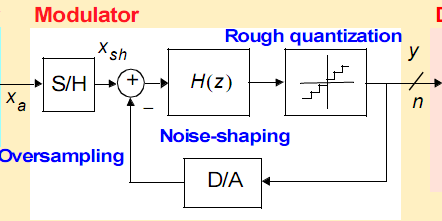 Modulator
D
Rough quantization
x_sh
y
S/H
+
H(z)
x_a
−
n
Noise-shaping
Oversampling
D/A